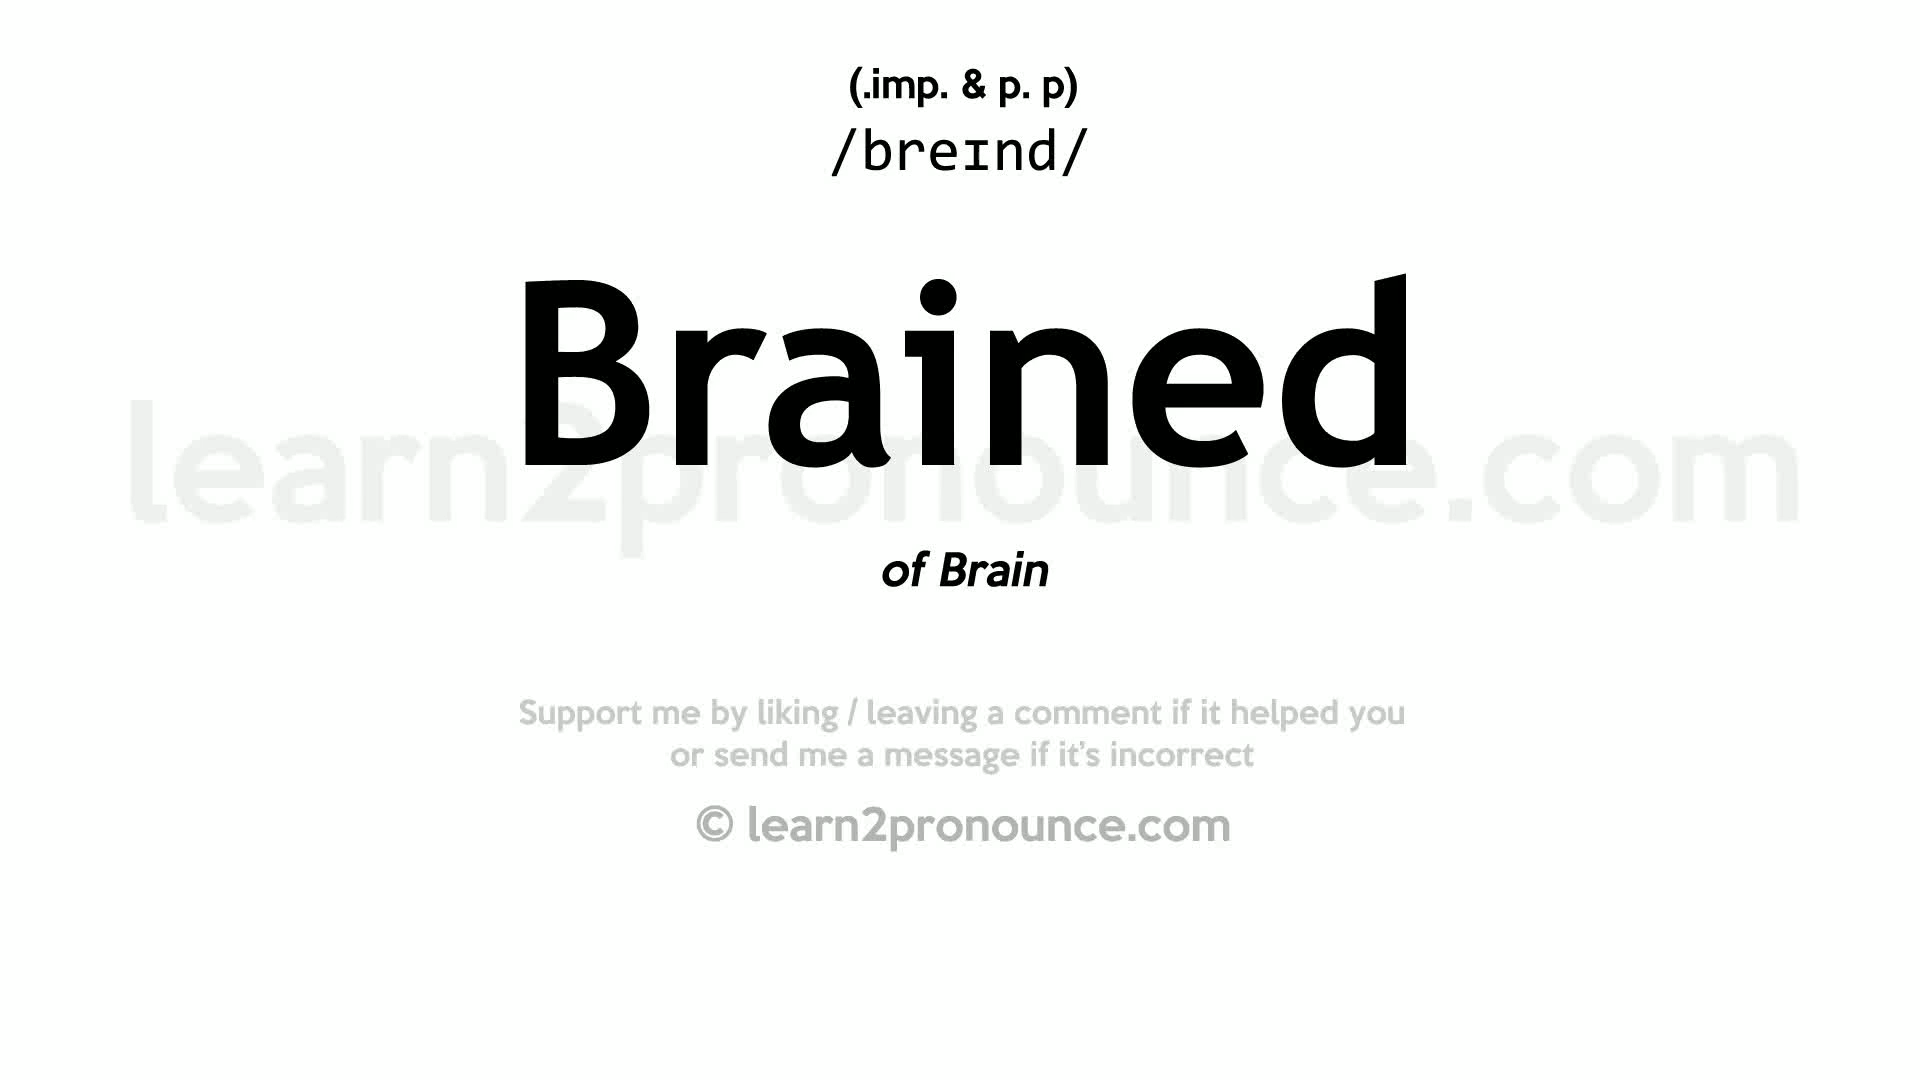 (.imp. & p. p)
/breɪnd/
Brained
learn2pronounce.com
of Brain
Support me by liking / leaving a comment if it helped you
or send me a message if it's incorrect
© learn2pronounce.com